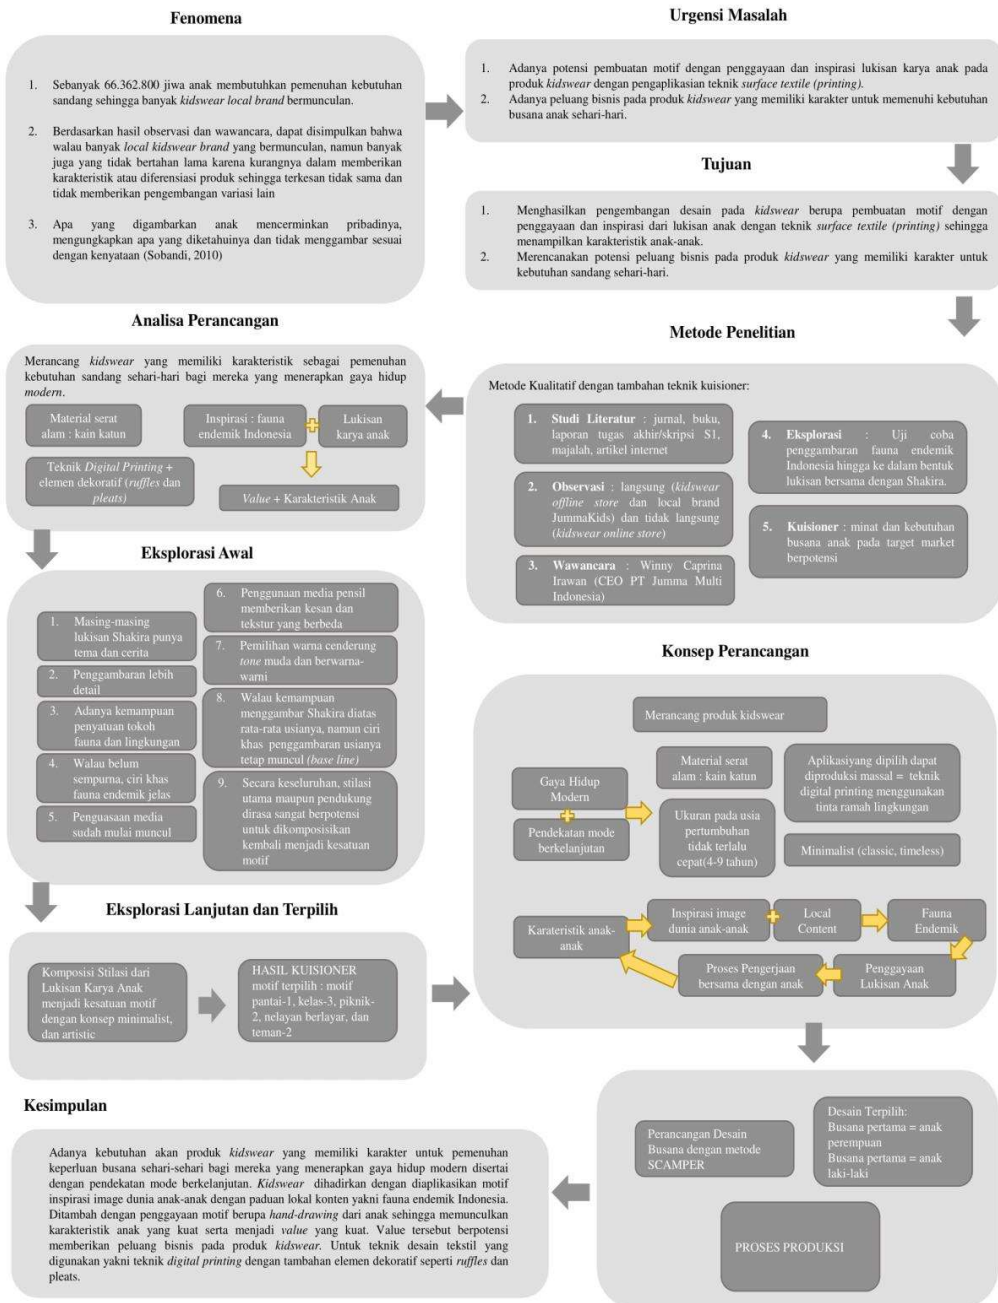 Fenomena
1. Sebanyak 66.362.800 jiwa anak membutuhkan pemenuhan kebutuhan
sandang sehingga banyak kidswear local brand bermunculan.
2. Berdasarkan hasil observasi dan wawancara, dapat disimpulkan bahwa
walau banyak local kidswear brand yang bermunculan, namun banyak
juga yang tidak bertahan lama karena kurangnya dalam memberikan
karakteristik atau diferensiasi produk sehingga terkesan tidak sama dan
tidak memberikan pengembangan variasi lain
3. Apa yang digambarkan anak mencerminkan pribadinya,
mengungkapkan apa yang diketahuinya dan tidak menggambar sesuai
dengan kenyataan (Sobandi, 2010)
Urgensi Masalah
1. Adanya potensi pembuatan motif dengan penggayaan dan inspirasi lukisan karya anak pada
produk kidswear dengan pengaplikasian teknik surface textile (printing).
2. Adanya peluang bisnis pada produk kidswear yang memiliki karakter untuk memenuhi kebutuhan
busana anak sehari-hari.
Tujuan
1. Menghasilkan pengembangan desain pada kidswear berupa pembuatan motif dengan
penggayaan dan inspirasi dari lukisan anak dengan teknik surface textile (printing) sehingga
menampilkan karakteristik anak-anak.
2. Merencanakan potensi peluang bisnis pada produk kidswear yang memiliki karakter untuk
kebutuhan sandang sehari-hari.
Metode Penelitian
Metode Kualitatif dengan tambahan teknik kuisioner:
1. Studi Literatur : jurnal, buku,
laporan tugas akhir/skripsi S1,
majalah, artikel internet
2. Observasi : langsung (kidswear
offline store dan local brand
JummaKids) dan tidak langsung
(kidswear online store)
3. Wawancara : Winny Caprina
Irawan (CEO PT Jumma Multi
Indonesia)
4. Eksplorasi : Uji coba
penggambaran fauna endemik
Indonesia hingga ke dalam bentuk
lukisan bersama dengan Shakira.
5. Kuisioner : minat dan kebutuhan
busana anak pada target market
berpotensi
Analisa Perancangan
Merancang kidswear yang memiliki karakteristik sebagai pemenuhan
kebutuhan sandang sehari-hari bagi mereka yang menerapkan gaya hidup
modern.
Material serat
alam : kain katun
Inspirasi : fauna
endemik Indonesia
Lukisan
karya anak
Teknik Digital Printing +
elemen dekoratif (ruffles dan
pleats)
Value + Karakteristik Anak
Eksplorasi Awal
1. Masing-masing
lukisan Shakira punya
tema dan cerita
2. Penggambaran lebih
detail
3. Adanya kemampuan
penyatuan tokoh
fauna dan lingkungan
4. Walau belum
sempurna, ciri khas
fauna endemik jelas
5. Penguasaan media
sudah mulai muncul
6. Penggunaan media pensil
memberikan kesan dan
tekstur yang berbeda
7. Pemilihan warna cenderung
tone muda dan berwarna-
warni
8. Walau kemampuan
menggambar Shakira diatas
rata-rata usianya, namun ciri
khas penggambaran usianya
tetap muncul (base line)
9. Secara keseluruhan, stilasi
utama maupun pendukung
dirasa sangat berpotensi
untuk dikomposisikan
kembali menjadi kesatuan
motif
Eksplorasi Lanjutan dan Terpilih
Komposisi Stilasi dari
Lukisan Karya Anak
menjadi kesatuan motif
dengan konsep minimalist,
dan artistic
HASIL KUISIONER
motif terpilih : motif
pantai-1, kelas-3, piknik-
2, nelayan berlayar, dan
teman-2
Konsep Perancangan
Merancang produk kidswear
Gaya Hidup
Modern
Pendekatan mode
berkelanjutan
Material serat
alam : kain katun
Ukuran pada usia
pertumbuhan
tidak terlalu
cepat(4-9 tahun)
Aplikasiyang dipilih dapat
diproduksi massal = teknik
digital printing menggunakan
tinta ramah lingkungan
Minimalist (classic, timeless)
Karateristik anak-
anak
Inspirasi image
dunia anak-anak
Local
Content
Fauna
Endemik
Proses Pengerjaan
bersama dengan anak
Penggayaan
Lukisan Anak
Perancangan Desain
Busana dengan metode
SCAMPER
Desain Terpilih:
Busana pertama = anak
perempuan
Busana pertama = anak
laki-laki
PROSES PRODUKSI
Kesimpulan
Adanya kebutuhan akan produk kidswear yang memiliki karakter untuk pemenuhan
keperluan busana sehari-sehari bagi mereka yang menerapkan gaya hidup modern disertai
dengan pendekatan mode berkelanjutan. Kidswear dihadirkan dengan diaplikasikan motif
inspirasi image dunia anak-anak dengan paduan lokal konten yakni fauna endemik Indonesia.
Ditambah dengan penggayaan motif berupa hand-drawing dari anak sehingga memunculkan
karakteristik anak yang kuat serta menjadi value yang kuat. Value tersebut berpotensi
memberikan peluang bisnis pada produk kidswear. Untuk teknik desain tekstil yang
digunakan yakni teknik digital printing dengan tambahan elemen dekoratif seperti ruffles dan
pleats.